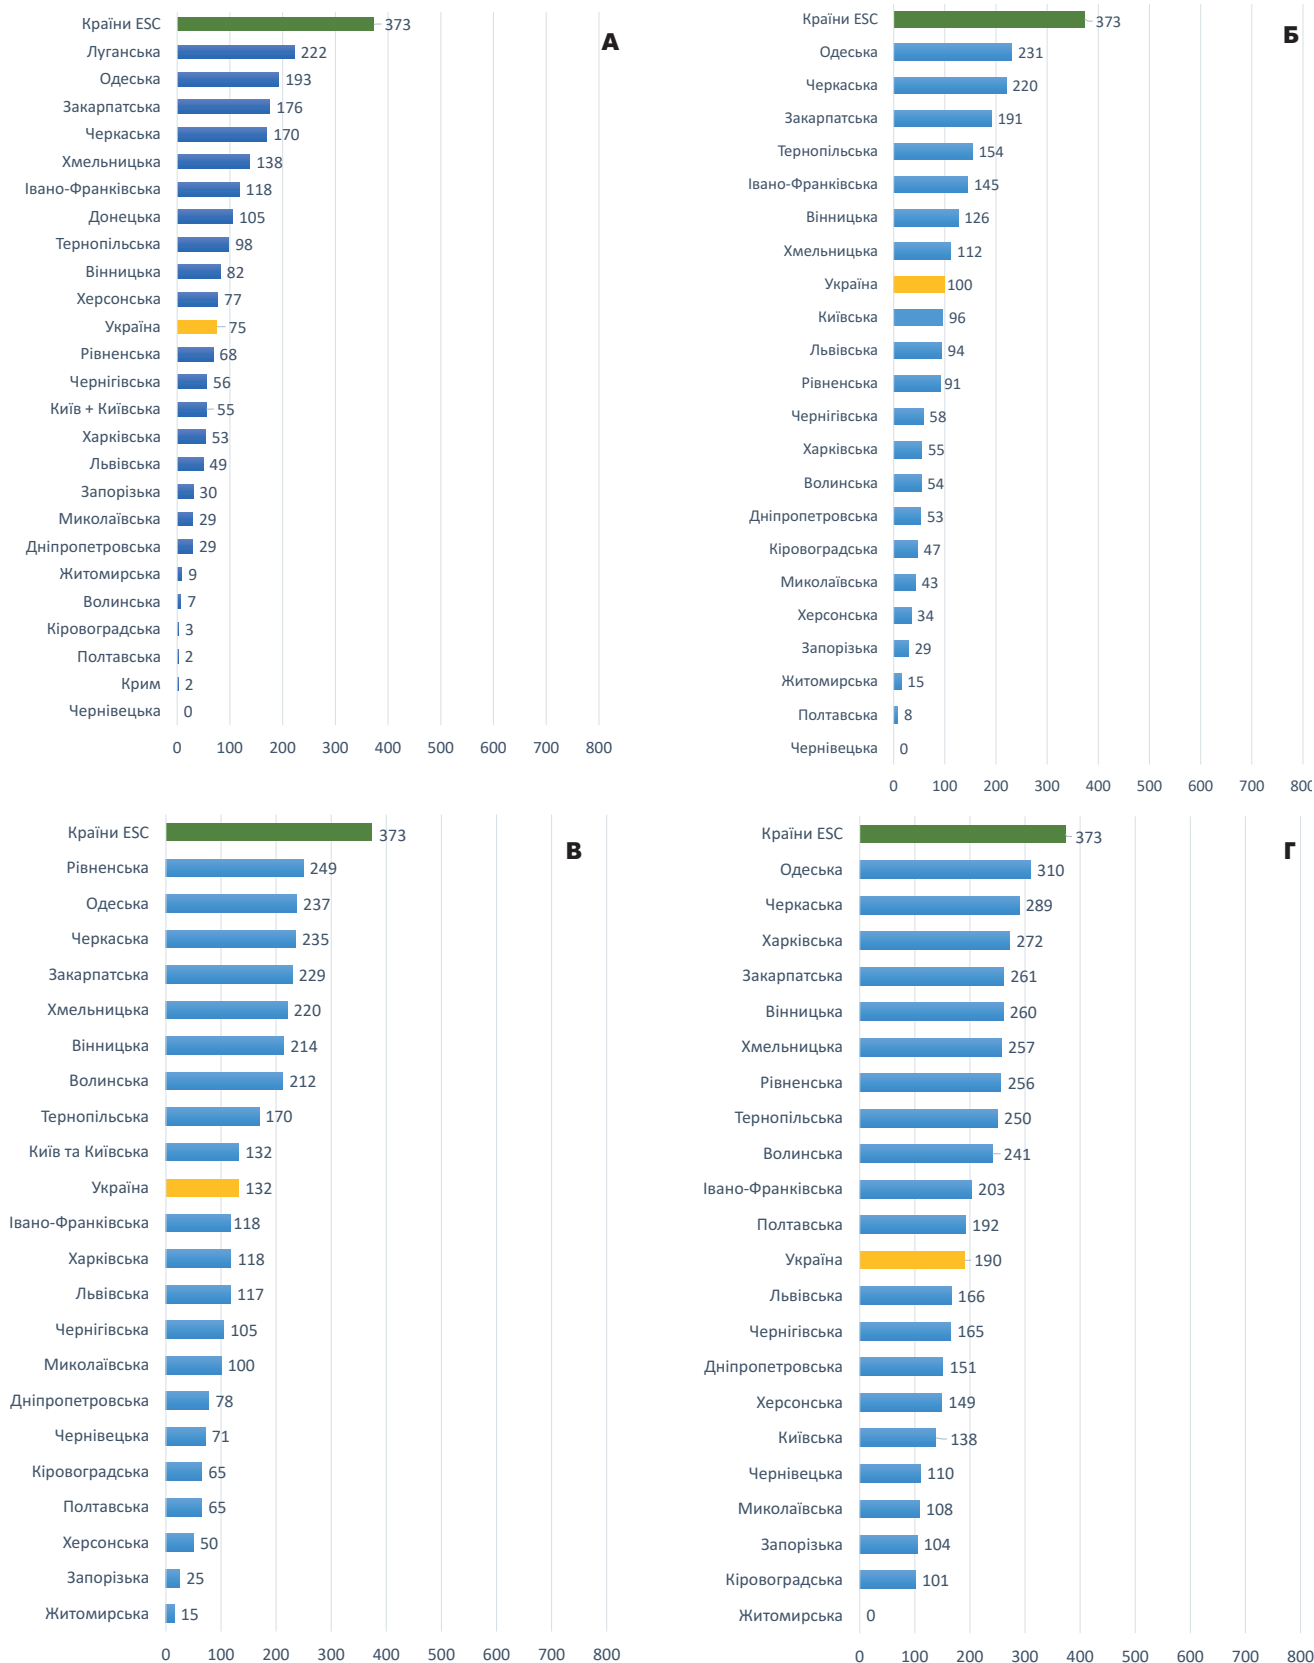 А
Країни ESC 373
Луганська 222
Одеська 193
Закарпатська 176
Черкаська 170
Хмельницька 138
Івано-Франківська 118
Донецька 105
Тернопільська 98
Вінницька 82
Херсонська 77
Україна 75
Рівненська 68
Чернігівська 56
Київ + Київська 55
Харківська 53
Львівська 49
Запорізька 30
Миколаївська 29
Дніпропетровська 29
Житомирська 9
Волинська 7
Кіровоградська 3
Полтавська 2
Крим 2
Чернівецька 0
0 100 200 300 400 500 600 700 800
Б
Країни ESC 373
Одеська 231
Черкаська 220
Закарпатська 191
Тернопільська 154
Івано-Франківська 145
Вінницька 126
Хмельницька 112
Україна 100
Київська 96
Львівська 94
Рівненська 91
Чернігівська 58
Харківська 55
Волинська 54
Дніпропетровська 53
Кіровоградська 47
Миколаївська 43
Херсонська 34
Запорізька 29
Житомирська 15
Полтавська 8
Чернівецька 0
0 100 200 300 400 500 600 700 800
В
Країни ESC 373
Рівненська 249
Одеська 237
Черкаська 235
Закарпатська 229
Хмельницька 220
Вінницька 214
Волинська 212
Тернопільська 170
Київ та Київська 132
Україна 132
Івано-Франківська 118
Харківська 118
Львівська 117
Чернігівська 105
Миколаївська 100
Дніпропетровська 78
Чернівецька 71
Кіровоградська 65
Полтавська 65
Херсонська 50
Запорізька 25
Житомирська 15
0 100 200 300 400 500 600 700 800
Г
Країни ESC 373
Одеська 310
Черкаська 289
Харківська 272
Закарпатська 261
Вінницька 260
Хмельницька 257
Рівненська 256
Тернопільська 250
Волинська 241
Івано-Франківська 203
Полтавська 192
Україна 190
Львівська 166
Чернігівська 165
Дніпропетровська 151
Херсонська 149
Київська 138
Чернівецька 110
Миколаївська 108
Запорізька 104
Кіровоградська 101
Житомирська 0
0 100 200 300 400 500 600 700 800